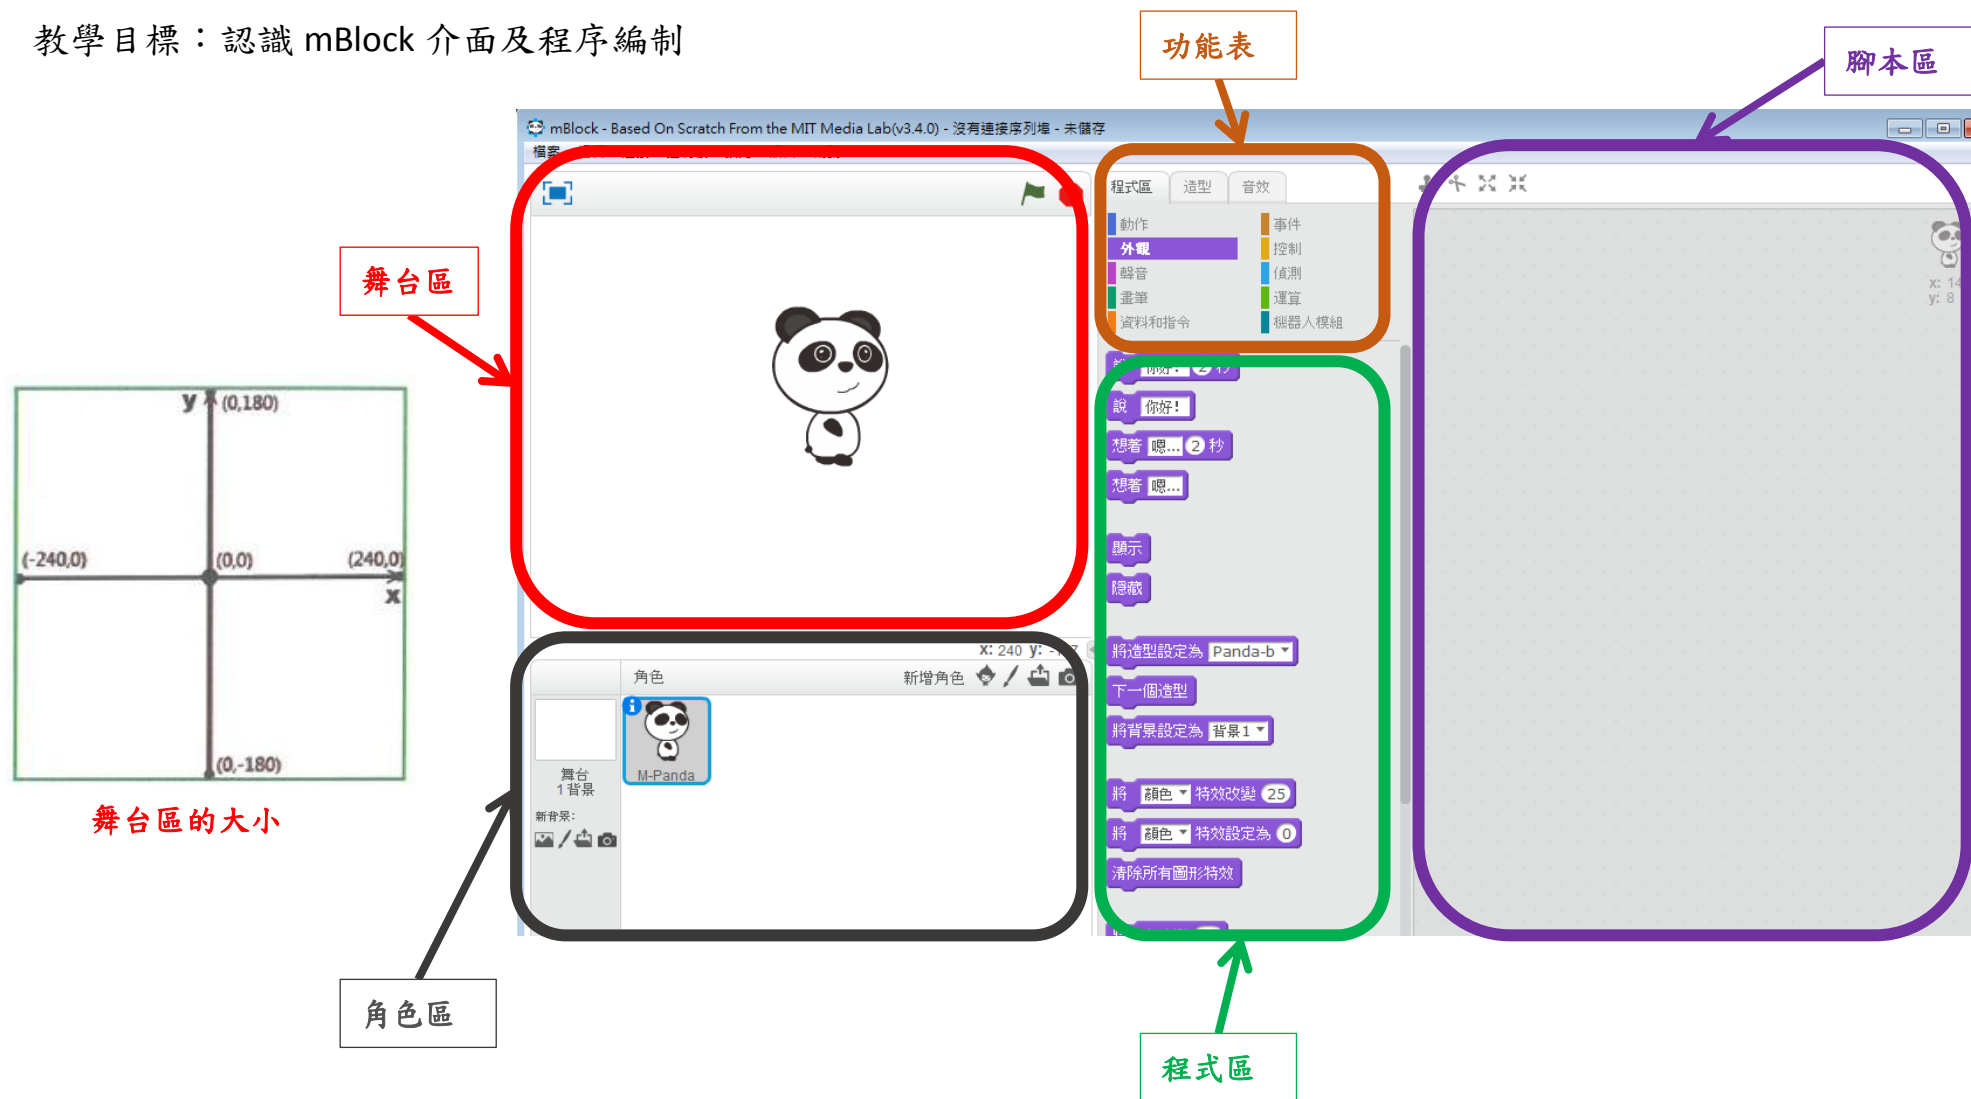 教學目標：認識 mBlock 介面及程序編制
功能表
腳本區
mBlock - Based On Scratch From the MIT Media Lab(v3.4.0) - 沒有連接序列埠 - 未儲存
檔案
程式區 造型 音效
動作 事件
外觀 控制
聲音 偵測
畫筆 運算
資料和指令 機器人模組
舞台區
x: 14
y: 8
說 你好! 2 秒
說 你好!
想著 嗯... 2 秒
想著 嗯...
顯示
隱藏
將造型設定為 Panda-b
下一個造型
將背景設定為 背景1
將 顏色 特效改變 25
將 顏色 特效設定為 0
清除所有圖形特效
y (0,180)
(-240,0) (0,0) (240,0)
x
(0,-180)
舞台區的大小
x: 240 y:
角色 新增角色
M-Panda
舞台
1背景
新背景:
角色區
程式區